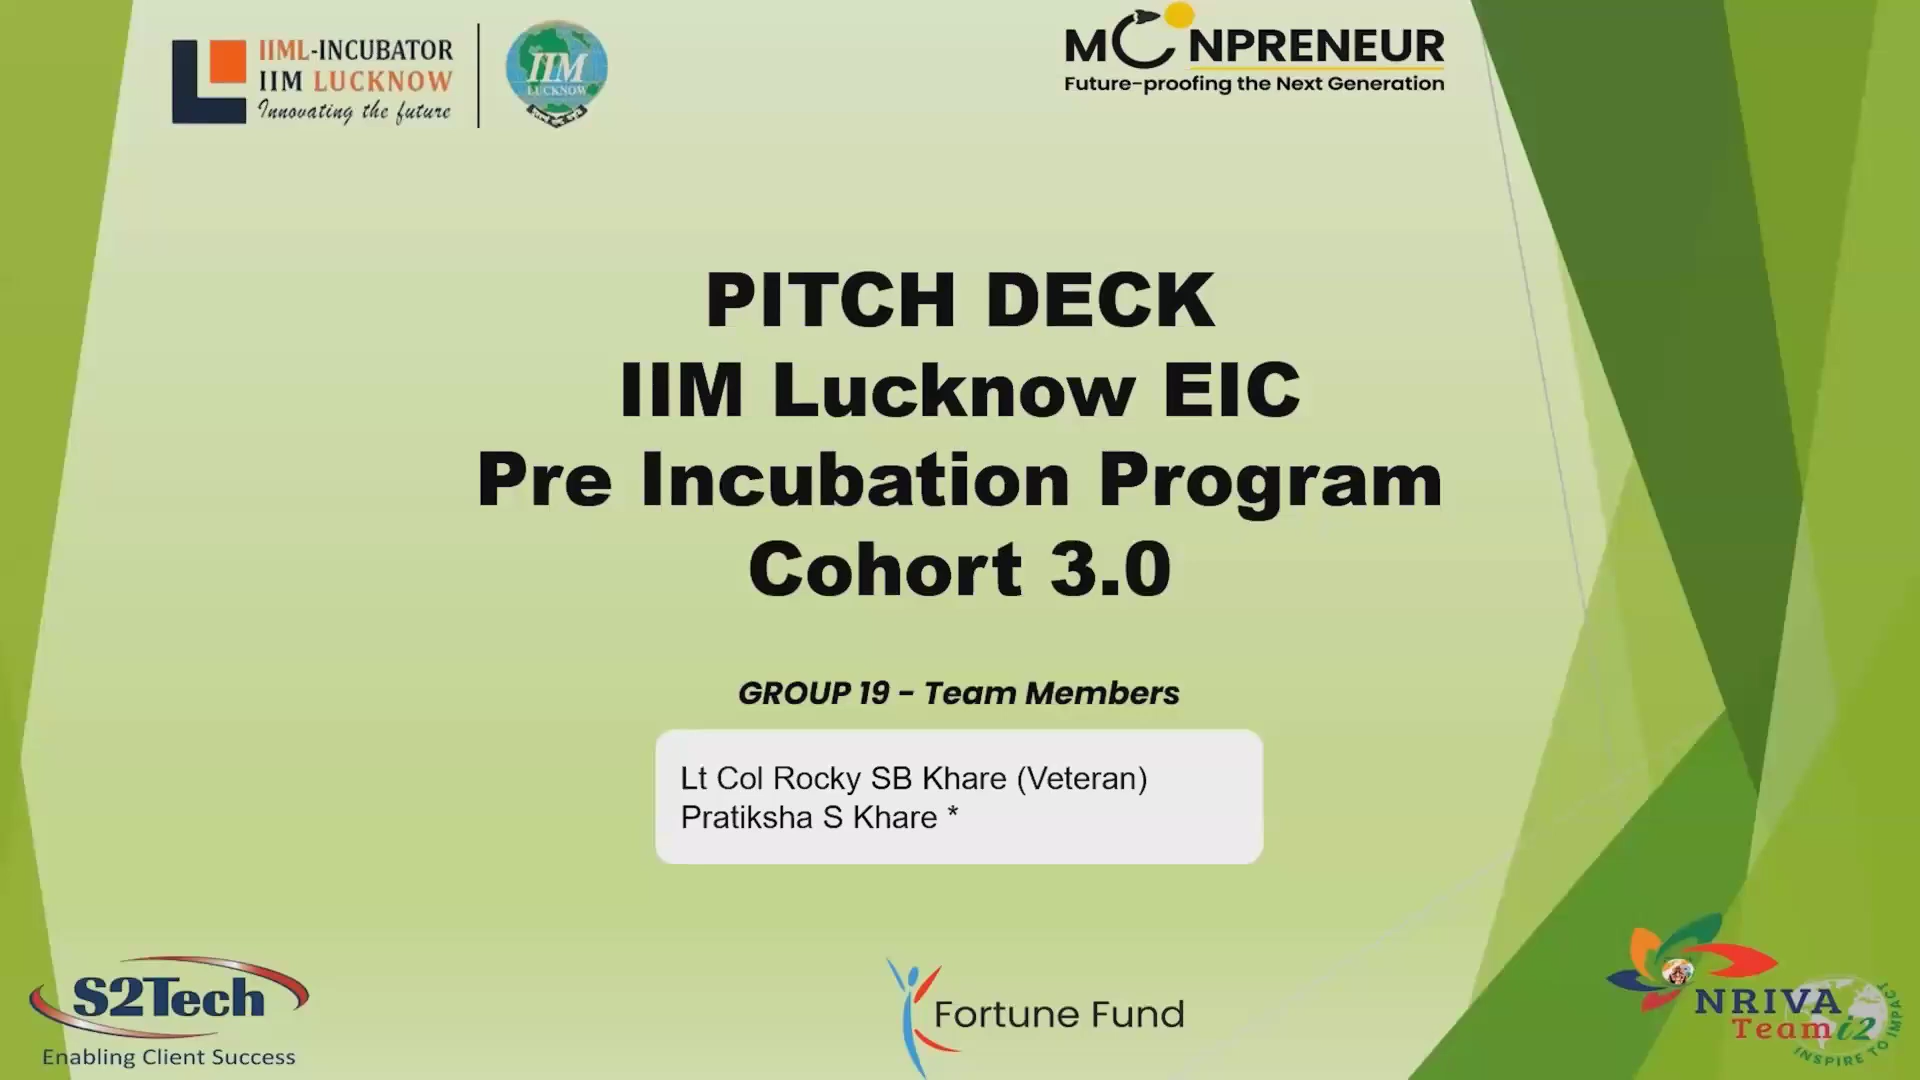 IIML-INCUBATOR
IIM LUCKNOW
Innovating the future
IIM
LUCKNOW
MOONPRENEUR
Future-proofing the Next Generation
PITCH DECK
IIM Lucknow EIC
Pre Incubation Program
Cohort 3.0
GROUP 19 - Team Members
Lt Col Rocky SB Khare (Veteran)
Pratiksha S Khare *
S2Tech
Enabling Client Success
Fortune Fund
NRIVA
Team i2
INSPIRE TO IMPACT